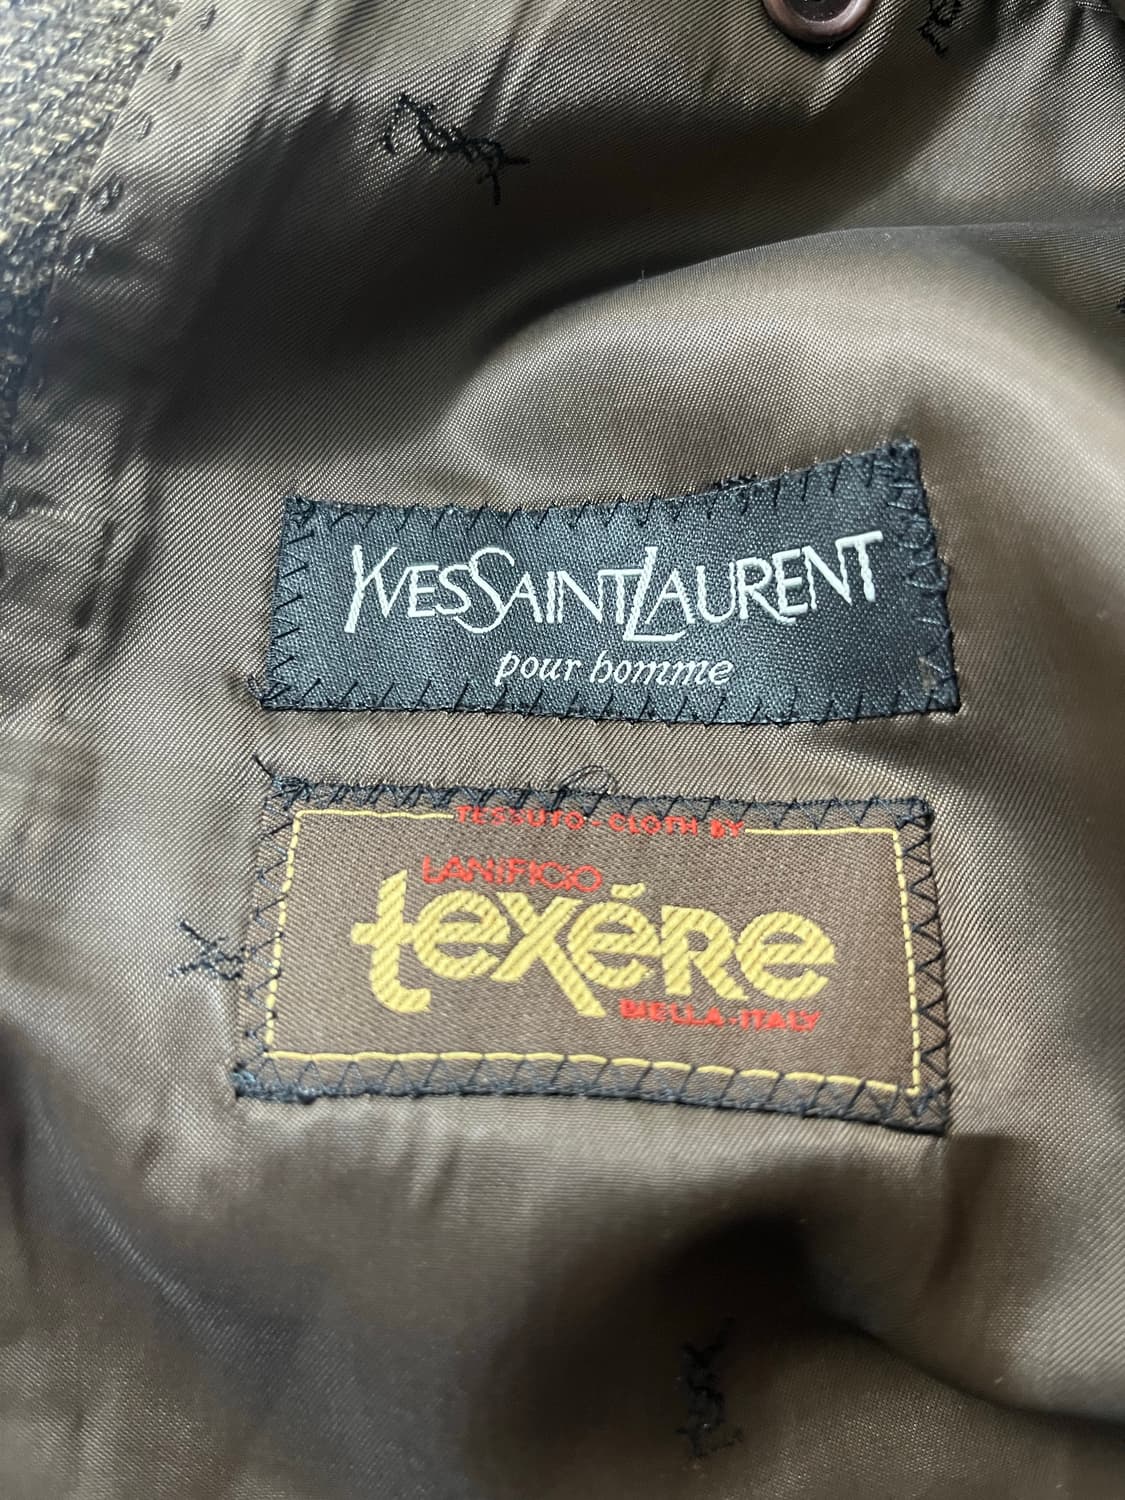 YVES SAINT LAURENT
pour homme
TESSUTO - CLOTH BY
LANIFICIO
texēre
BIELLA - ITALY